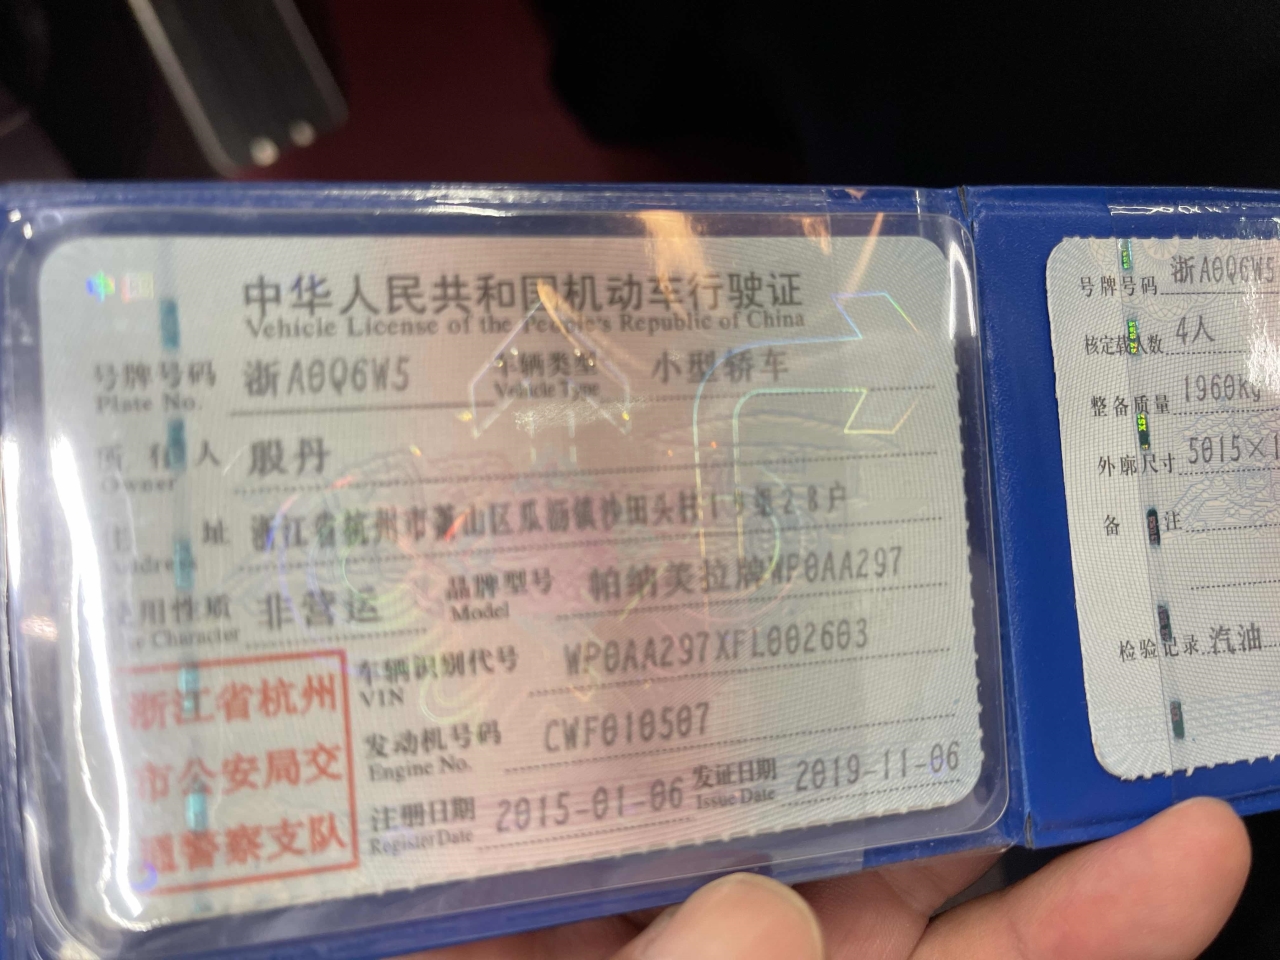 中华人民共和国机动车行驶证
Vehicle License of the People's Republic of China
号牌号码 浙A0Q6W5 车辆类型 小型轿车
Plate No. Vehicle Type
所有人 殷丹
Owner
址 浙江省杭州市萧山区瓜沥镇沙田头村 组28户
Address
使用性质 非营运 品牌型号 帕纳美拉牌WP0AA297
Use Character Model
车辆识别代号 WP0AA297XFL002603
VIN
发动机号码 CWF010507
Engine No.
注册日期 2015-01-06 发证日期 2019-11-06
Register Date Issue Date
浙江省杭州
市公安局交
通警察支队
号牌号码 浙A0Q6W5
核定载人数 4人
整备质量 1960Kg
外廓尺寸 5015×1
备 注
检验记录 汽油